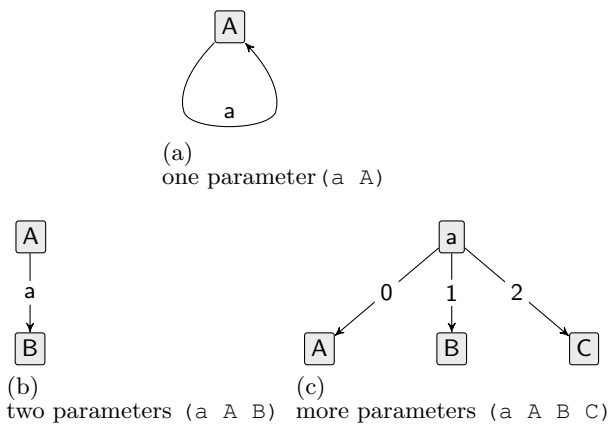 A
a
(a)
one parameter (a A)
A
a
B
(b)
two parameters (a A B)
a
0 1 2
A B C
(c)
more parameters (a A B C)